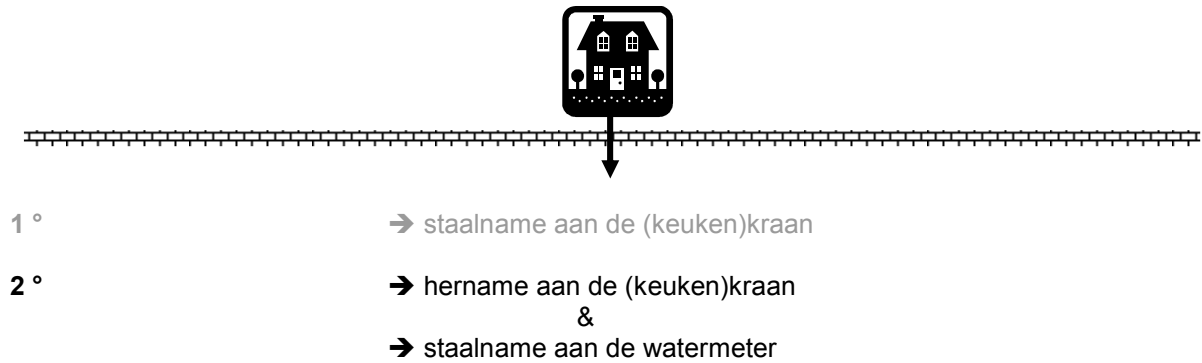 1 ° ➔ staalname aan de (keuken)kraan
2 ° ➔ hername aan de (keuken)kraan
&
➔ staalname aan de watermeter